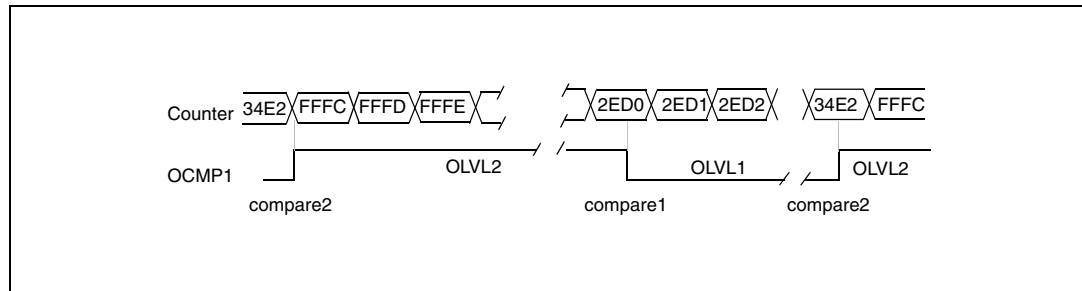 Counter 34E2 FFFC FFFD FFFE 2ED0 2ED1 2ED2 34E2 FFFC
OCMP1 OLVL2 OLVL1 OLVL2
compare2 compare1 compare2